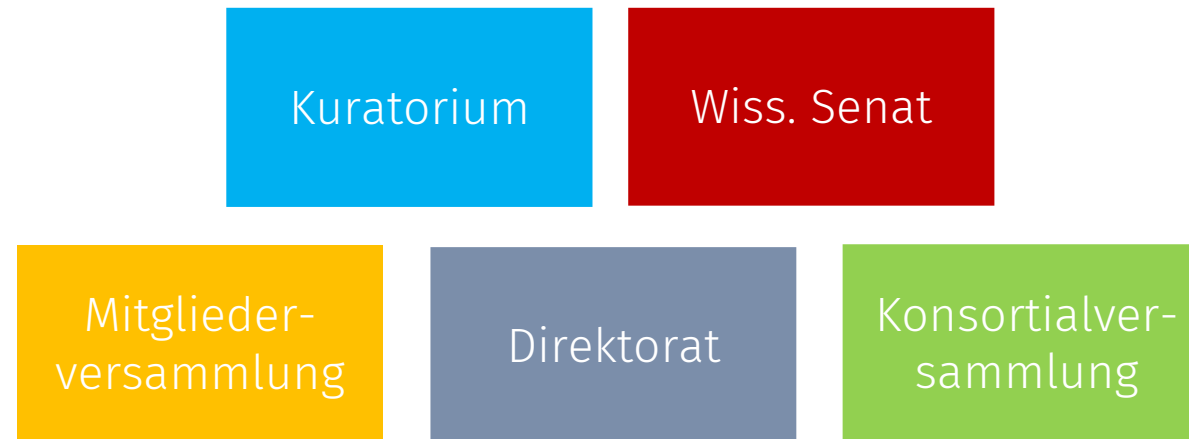 Kuratorium
Wiss. Senat
Mitglieder-
versammlung
Direktorat
Konsortialver-
sammlung